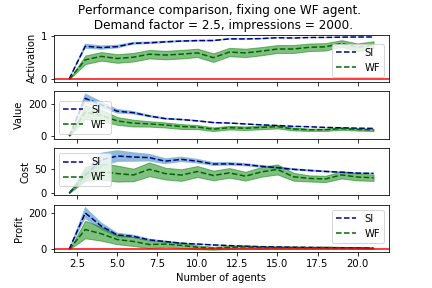 Performance comparison, fixing one WF agent.
Demand factor = 2.5, impressions = 2000.
Activation
1
0
SI
WF
Value
200
0
SI
WF
Cost
50
0
SI
WF
Profit
200
0
SI
WF
2.5 5.0 7.5 10.0 12.5 15.0 17.5 20.0
Number of agents